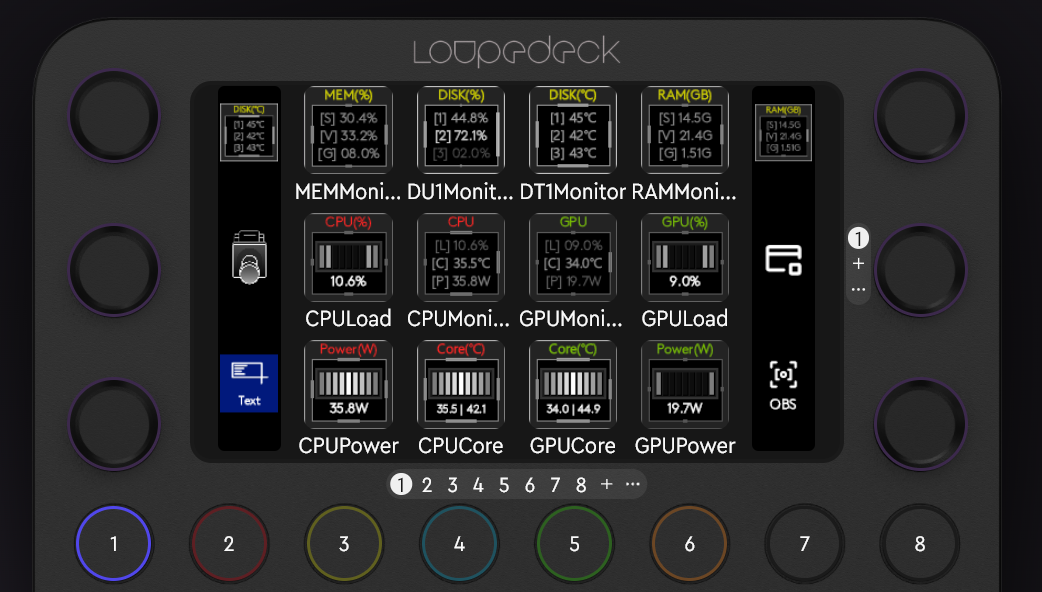 Loupedeck
DISK(℃)
[1] 45℃
[2] 42℃
[3] 43℃
MEM(%)
[S] 30.4%
[V] 33.2%
[G] 08.0%
MEMMoni...
DISK(%)
[1] 44.8%
[2] 72.1%
[3] 02.0%
DU1Monit...
DISK(℃)
[1] 45℃
[2] 42℃
[3] 43℃
DT1Monitor
RAM(GB)
[S] 14.5G
[V] 21.4G
[G] 1.51G
RAMMoni...
RAM(GB)
[S] 14.5G
[V] 21.4G
[G] 1.51G
CPU(%)
10.6%
CPULoad
CPU
[L] 10.6%
[C] 35.5℃
[P] 35.8W
CPUMoni...
GPU
[L] 09.0%
[C] 34.0℃
[P] 19.7W
GPUMoni...
GPU(%)
9.0%
GPULoad
1
+
...
Text
Power(W)
35.8W
CPUPower
Core(℃)
35.5 | 42.1
CPUCore
Core(℃)
34.0 | 44.9
GPUCore
Power(W)
19.7W
GPUPower
OBS
1 2 3 4 5 6 7 8 + ...
1 2 3 4 5 6 7 8